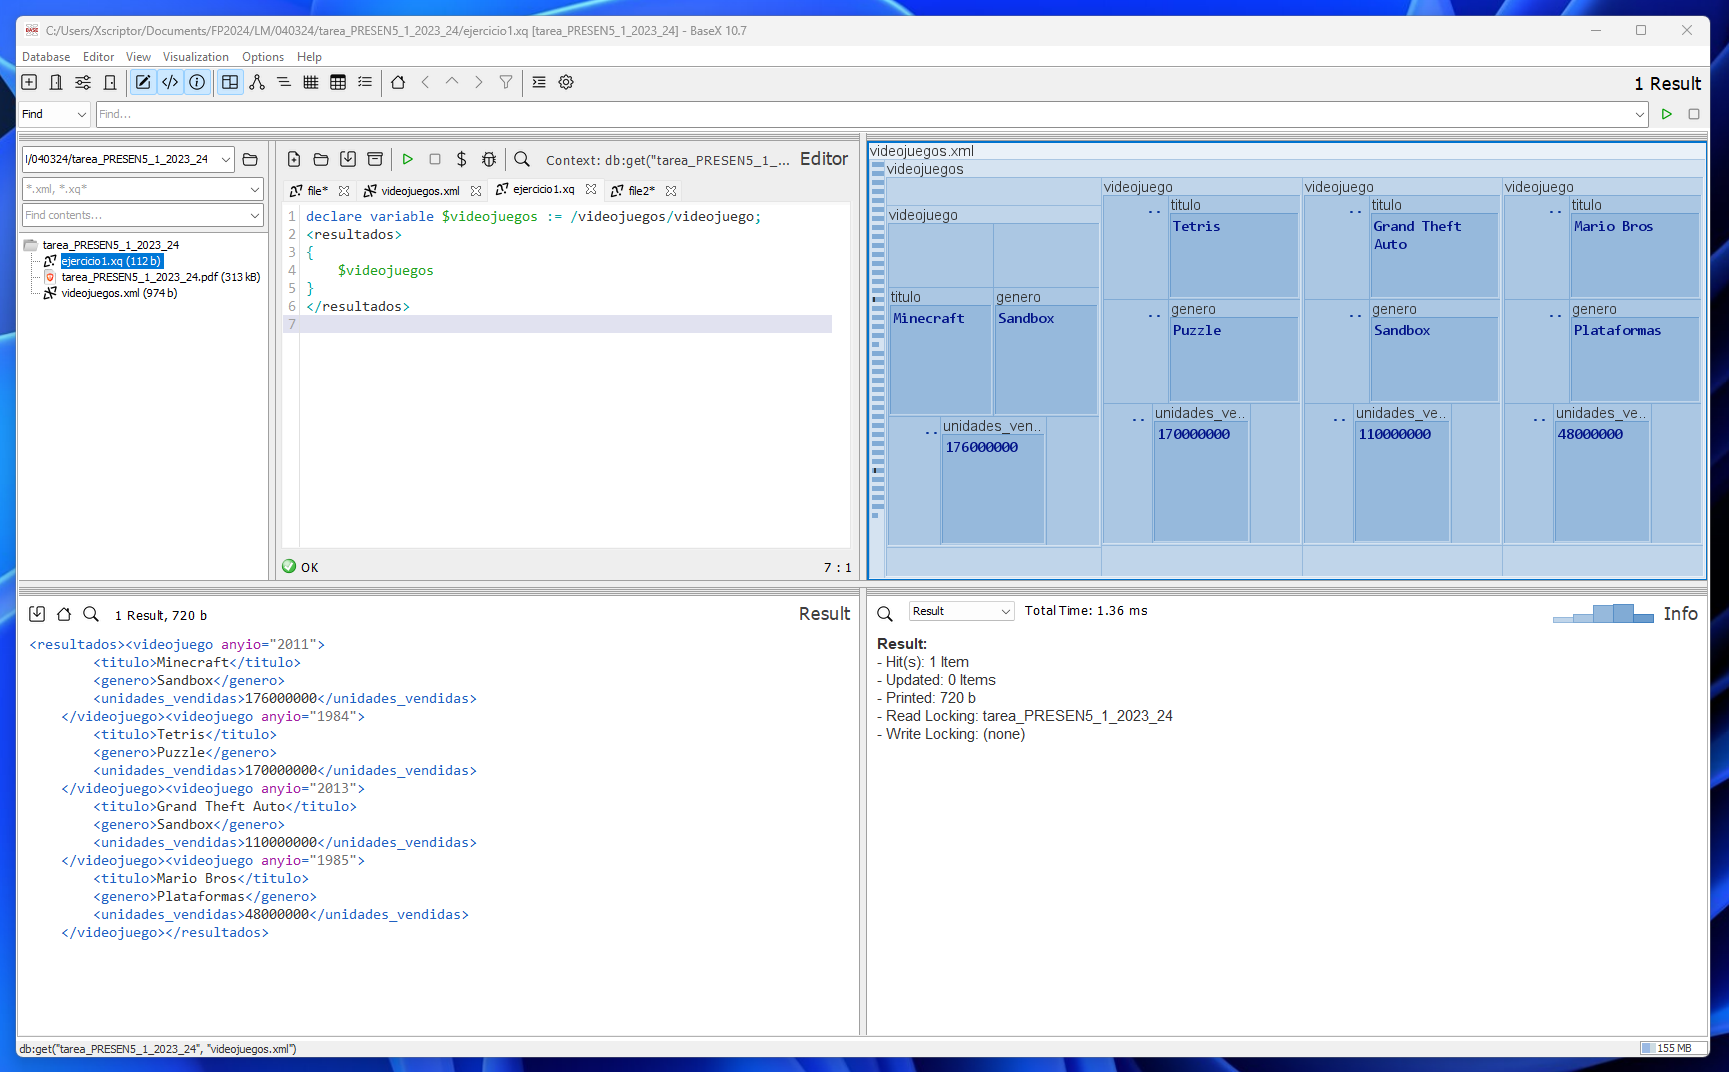 C:/Users/Xscriptor/Documents/FP2024/LM/040324/tarea_PRESEN5_1_2023_24/ejercicio1.xq [tarea_PRESEN5_1_2023_24] - BaseX 10.7
Database Editor View Visualization Options Help
1 Result
Find Find...
l/040324/tarea_PRESEN5_1_2023_24
*.xml, *.xq*
Find contents...
tarea_PRESEN5_1_2023_24
ejercicio1.xq (112 b)
tarea_PRESEN5_1_2023_24.pdf (313 kB)
videojuegos.xml (974 b)
Context: db:get("tarea_PRESEN5_1_... Editor
file* videojuegos.xml ejercicio1.xq file2*
1 declare variable $videojuegos := /videojuegos/videojuego;
2 <resultados>
3 {
4 $videojuegos
5 }
6 </resultados>
7
OK 7 : 1
videojuegos.xml
videojuegos
videojuego
titulo
Minecraft
genero
Sandbox
.. unidades_ven..
176000000
videojuego
.. titulo
Tetris
.. genero
Puzzle
.. unidades_ve..
170000000
videojuego
.. titulo
Grand Theft
Auto
.. genero
Sandbox
.. unidades_ve..
110000000
videojuego
.. titulo
Mario Bros
.. genero
Plataformas
.. unidades_ve..
48000000
1 Result, 720 b Result
<resultados><videojuego anyio="2011">
<titulo>Minecraft</titulo>
<genero>Sandbox</genero>
<unidades_vendidas>176000000</unidades_vendidas>
</videojuego><videojuego anyio="1984">
<titulo>Tetris</titulo>
<genero>Puzzle</genero>
<unidades_vendidas>170000000</unidades_vendidas>
</videojuego><videojuego anyio="2013">
<titulo>Grand Theft Auto</titulo>
<genero>Sandbox</genero>
<unidades_vendidas>110000000</unidades_vendidas>
</videojuego><videojuego anyio="1985">
<titulo>Mario Bros</titulo>
<genero>Plataformas</genero>
<unidades_vendidas>48000000</unidades_vendidas>
</videojuego></resultados>
Result Total Time: 1.36 ms Info
Result:
- Hit(s): 1 Item
- Updated: 0 Items
- Printed: 720 b
- Read Locking: tarea_PRESEN5_1_2023_24
- Write Locking: (none)
db:get("tarea_PRESEN5_1_2023_24", "videojuegos.xml")
155 MB